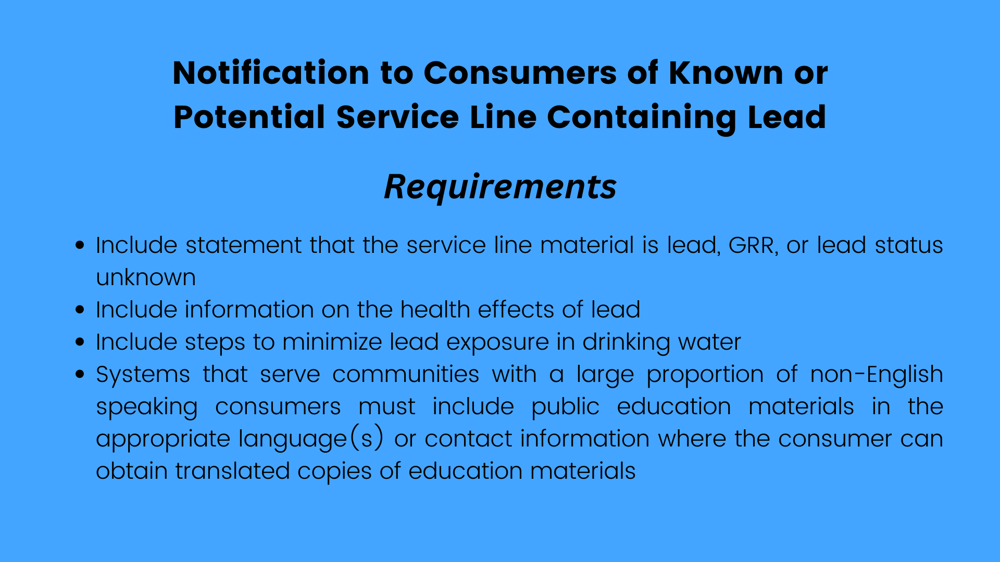 Notification to Consumers of Known or
Potential Service Line Containing Lead
Requirements
• Include statement that the service line material is lead, GRR, or lead status
unknown
• Include information on the health effects of lead
• Include steps to minimize lead exposure in drinking water
• Systems that serve communities with a large proportion of non-English
speaking consumers must include public education materials in the
appropriate language(s) or contact information where the consumer can
obtain translated copies of education materials